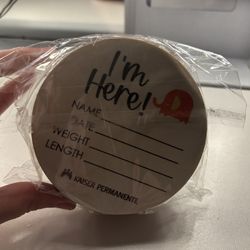 I'm
Here!
NAME
DATE
WEIGHT
LENGTH
KAISER PERMANENTE